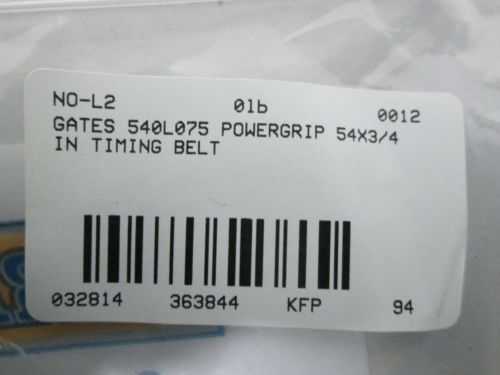 NO-L2 01b 0012
GATES 540L075 POWERGRIP 54X3/4
IN TIMING BELT
032814 363844 KFP 94